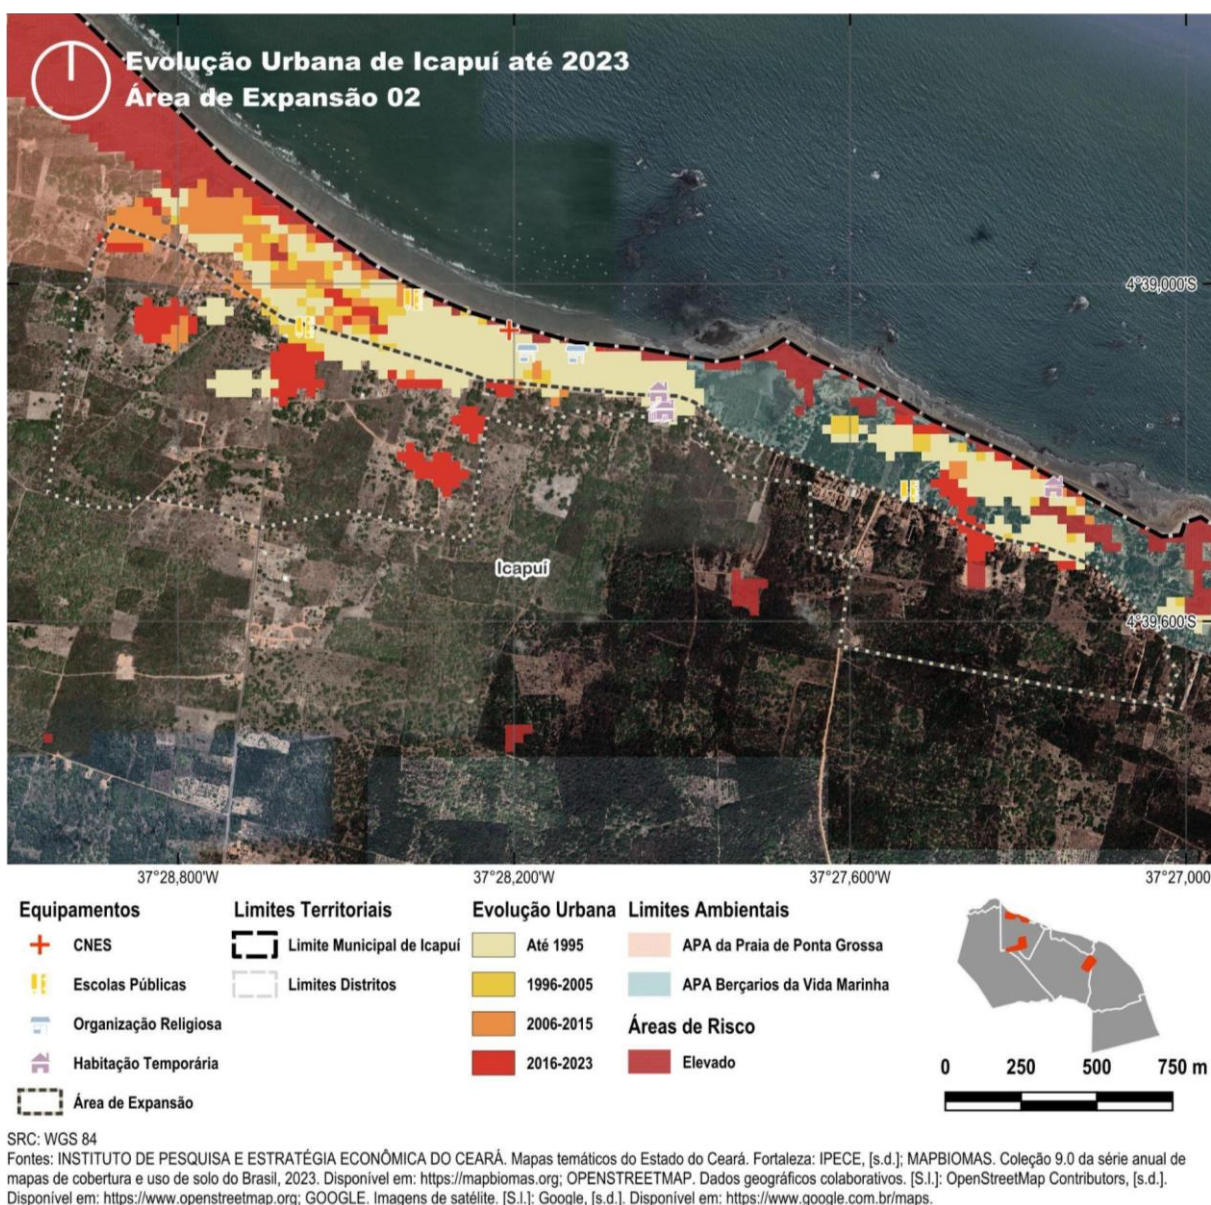 Evolução Urbana de Icapuí até 2023
Área de Expansão 02
4°39,000'S
Icapuí
4°39,600'S
37°28,800'W
37°28,200'W
37°27,600'W
37°27,000
Equipamentos
CNES
Escolas Públicas
Organização Religiosa
Habitação Temporária
Área de Expansão
Limites Territoriais
Limite Municipal de Icapuí
Limites Distritos
Evolução Urbana
Até 1995
1996-2005
2006-2015
2016-2023
Limites Ambientais
APA da Praia de Ponta Grossa
APA Berçarios da Vida Marinha
Áreas de Risco
Elevado
0 250 500 750 m
SRC: WGS 84
Fontes: INSTITUTO DE PESQUISA E ESTRATÉGIA ECONÔMICA DO CEARÁ. Mapas temáticos do Estado do Ceará. Fortaleza: IPECE, [s.d.]; MAPBIOMAS. Coleção 9.0 da série anual de
mapas de cobertura e uso de solo do Brasil, 2023. Disponível em: https://mapbiomas.org; OPENSTREETMAP. Dados geográficos colaborativos. [S.l.]: OpenStreetMap Contributors, [s.d.].
Disponível em: https://www.openstreetmap.org; GOOGLE. Imagens de satélite. [S.l.]: Google, [s.d.]. Disponível em: https://www.google.com.br/maps.